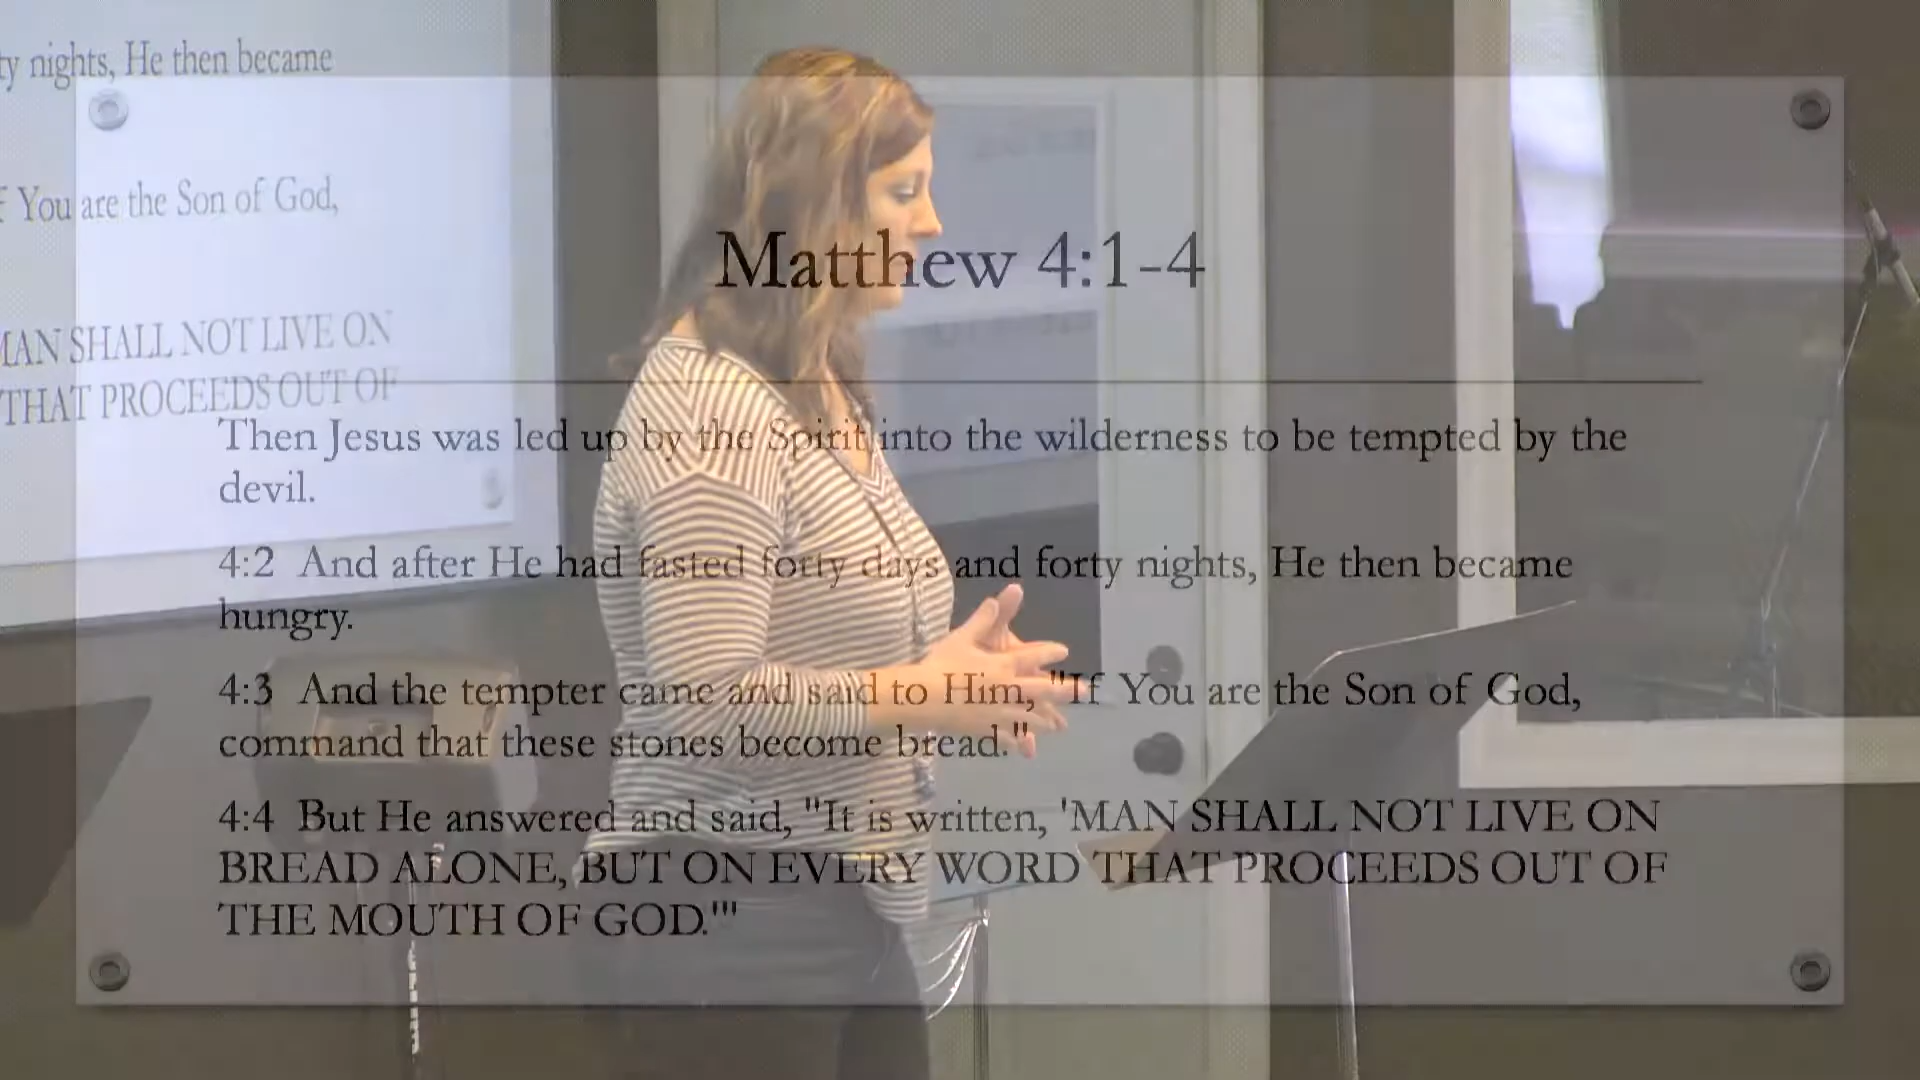 ty nights, He then became
You are the Son of God,
MAN SHALL NOT LIVE ON
THAT PROCEEDS OUT OF
Matthew 4:1-4
Then Jesus was led up by the Spirit into the wilderness to be tempted by the
devil.
4:2 And after He had fasted forty days and forty nights, He then became
hungry.
4:3 And the tempter came and said to Him, "If You are the Son of God,
command that these stones become bread."
4:4 But He answered and said, "It is written, 'MAN SHALL NOT LIVE ON
BREAD ALONE, BUT ON EVERY WORD THAT PROCEEDS OUT OF
THE MOUTH OF GOD.'"